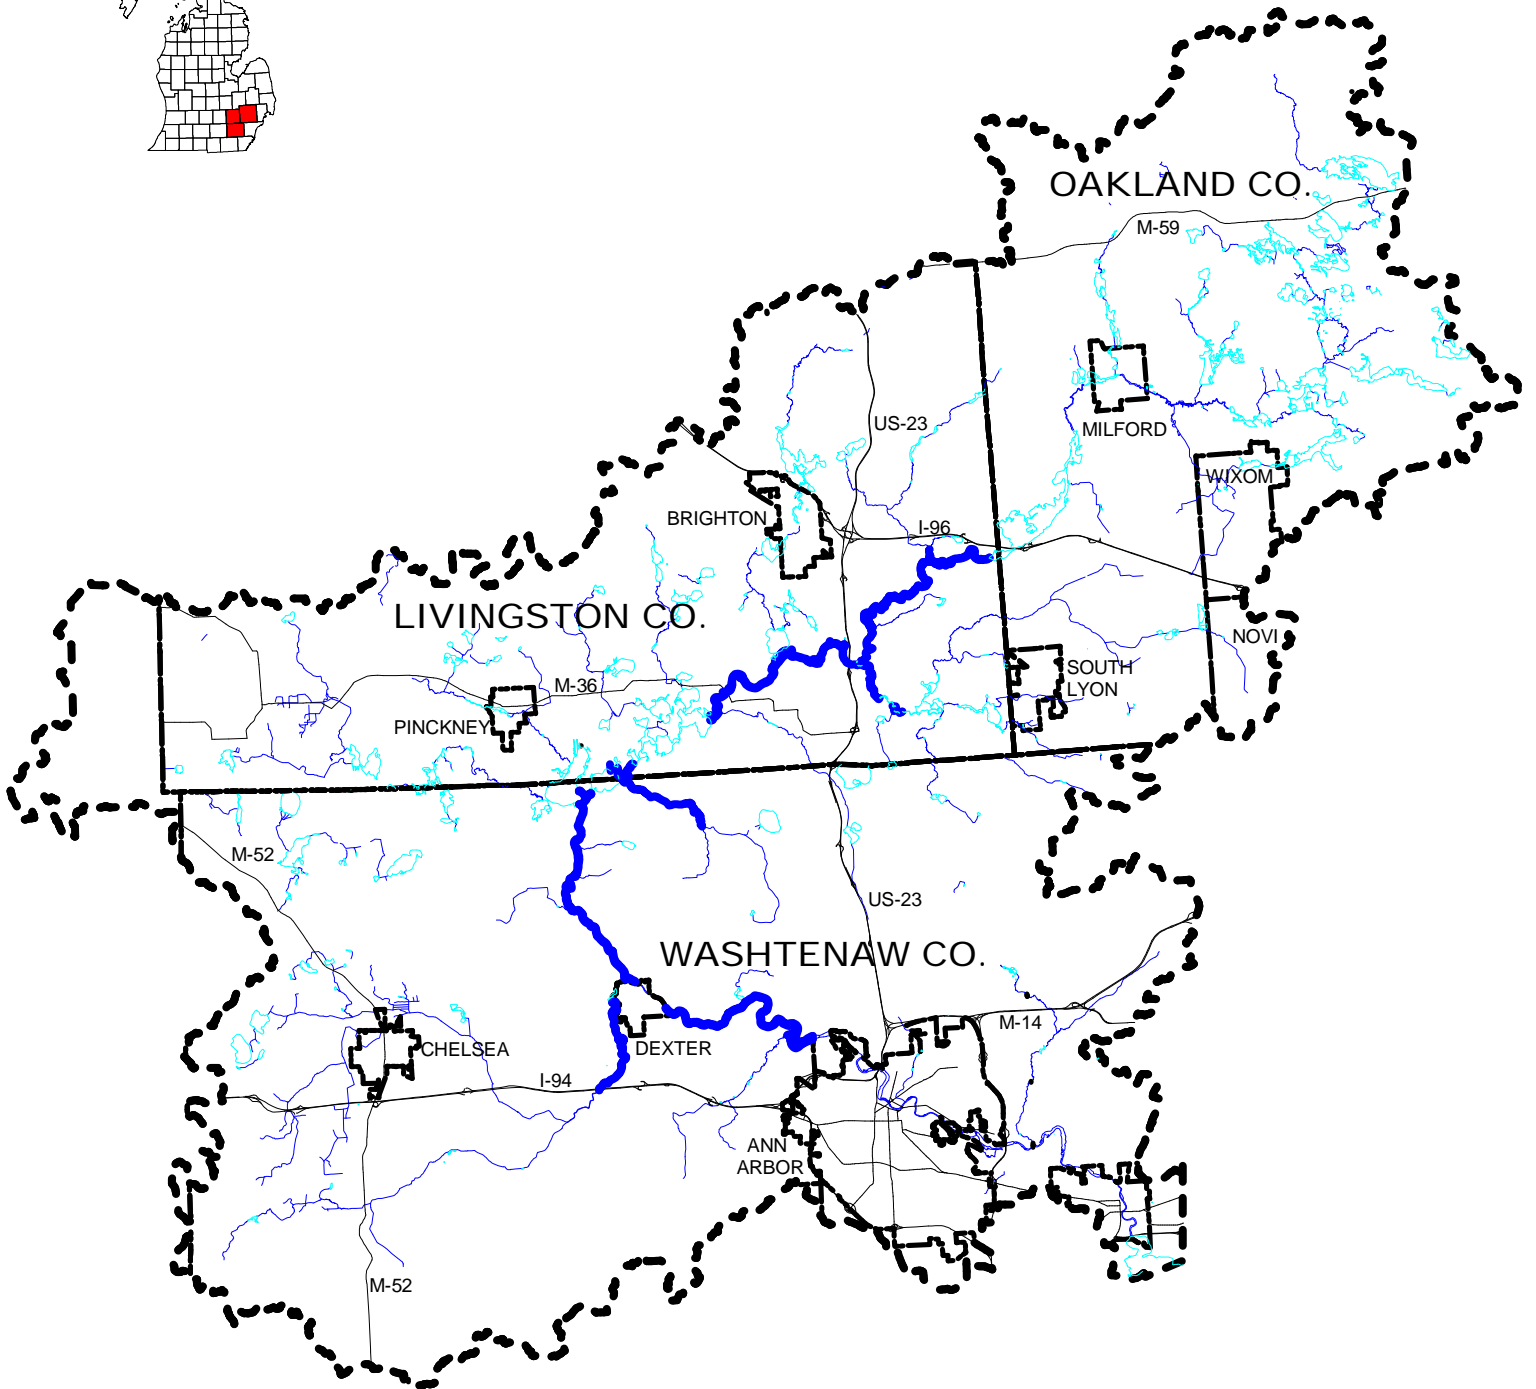 OAKLAND CO.
M-59
US-23
MILFORD
WIXOM
BRIGHTON
I-96
LIVINGSTON CO.
NOVI
SOUTH
LYON
M-36
PINCKNEY
M-52
US-23
WASHTENAW CO.
M-14
CHELSEA
DEXTER
I-94
ANN
ARBOR
M-52